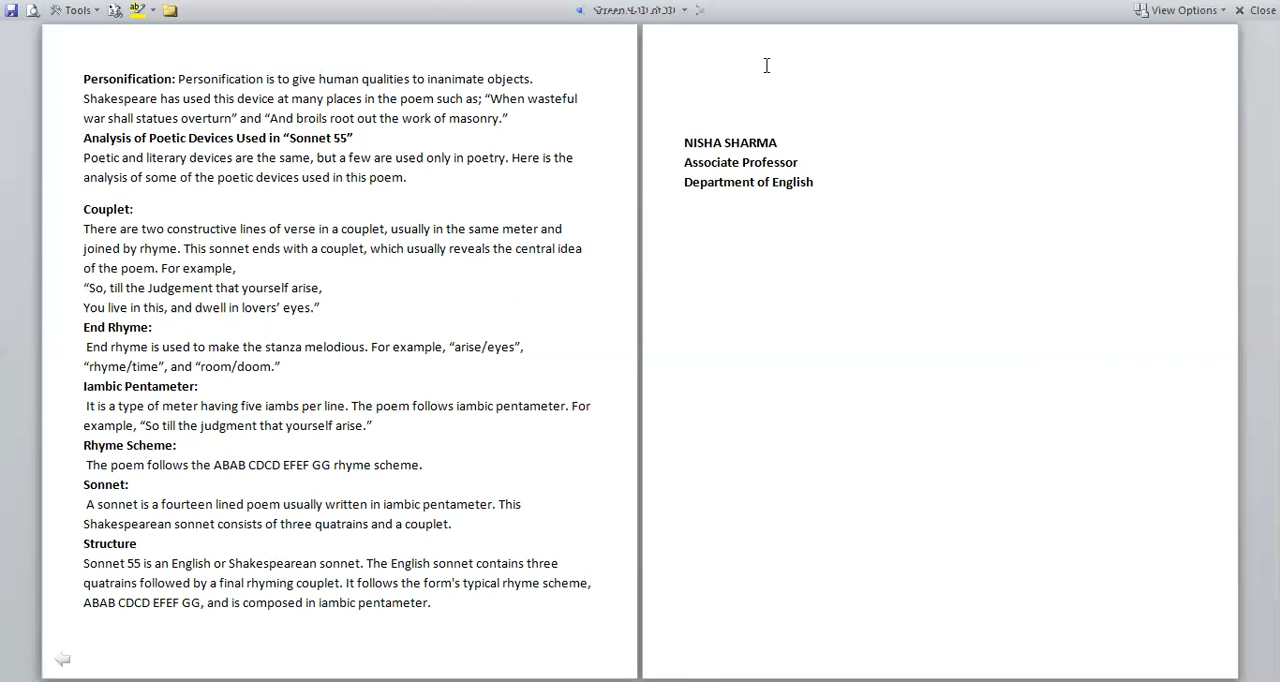 Tools
View Options
Close
Personification: Personification is to give human qualities to inanimate objects.
Shakespeare has used this device at many places in the poem such as; “When wasteful
war shall statues overturn” and “And broils root out the work of masonry.”
Analysis of Poetic Devices Used in “Sonnet 55”
Poetic and literary devices are the same, but a few are used only in poetry. Here is the
analysis of some of the poetic devices used in this poem.
Couplet:
There are two constructive lines of verse in a couplet, usually in the same meter and
joined by rhyme. This sonnet ends with a couplet, which usually reveals the central idea
of the poem. For example,
“So, till the Judgement that yourself arise,
You live in this, and dwell in lovers’ eyes.”
End Rhyme:
End rhyme is used to make the stanza melodious. For example, “arise/eyes”,
“rhyme/time”, and “room/doom.”
Iambic Pentameter:
It is a type of meter having five iambs per line. The poem follows iambic pentameter. For
example, “So till the judgment that yourself arise.”
Rhyme Scheme:
The poem follows the ABAB CDCD EFEF GG rhyme scheme.
Sonnet:
A sonnet is a fourteen lined poem usually written in iambic pentameter. This
Shakespearean sonnet consists of three quatrains and a couplet.
Structure
Sonnet 55 is an English or Shakespearean sonnet. The English sonnet contains three
quatrains followed by a final rhyming couplet. It follows the form's typical rhyme scheme,
ABAB CDCD EFEF GG, and is composed in iambic pentameter.
NISHA SHARMA
Associate Professor
Department of English